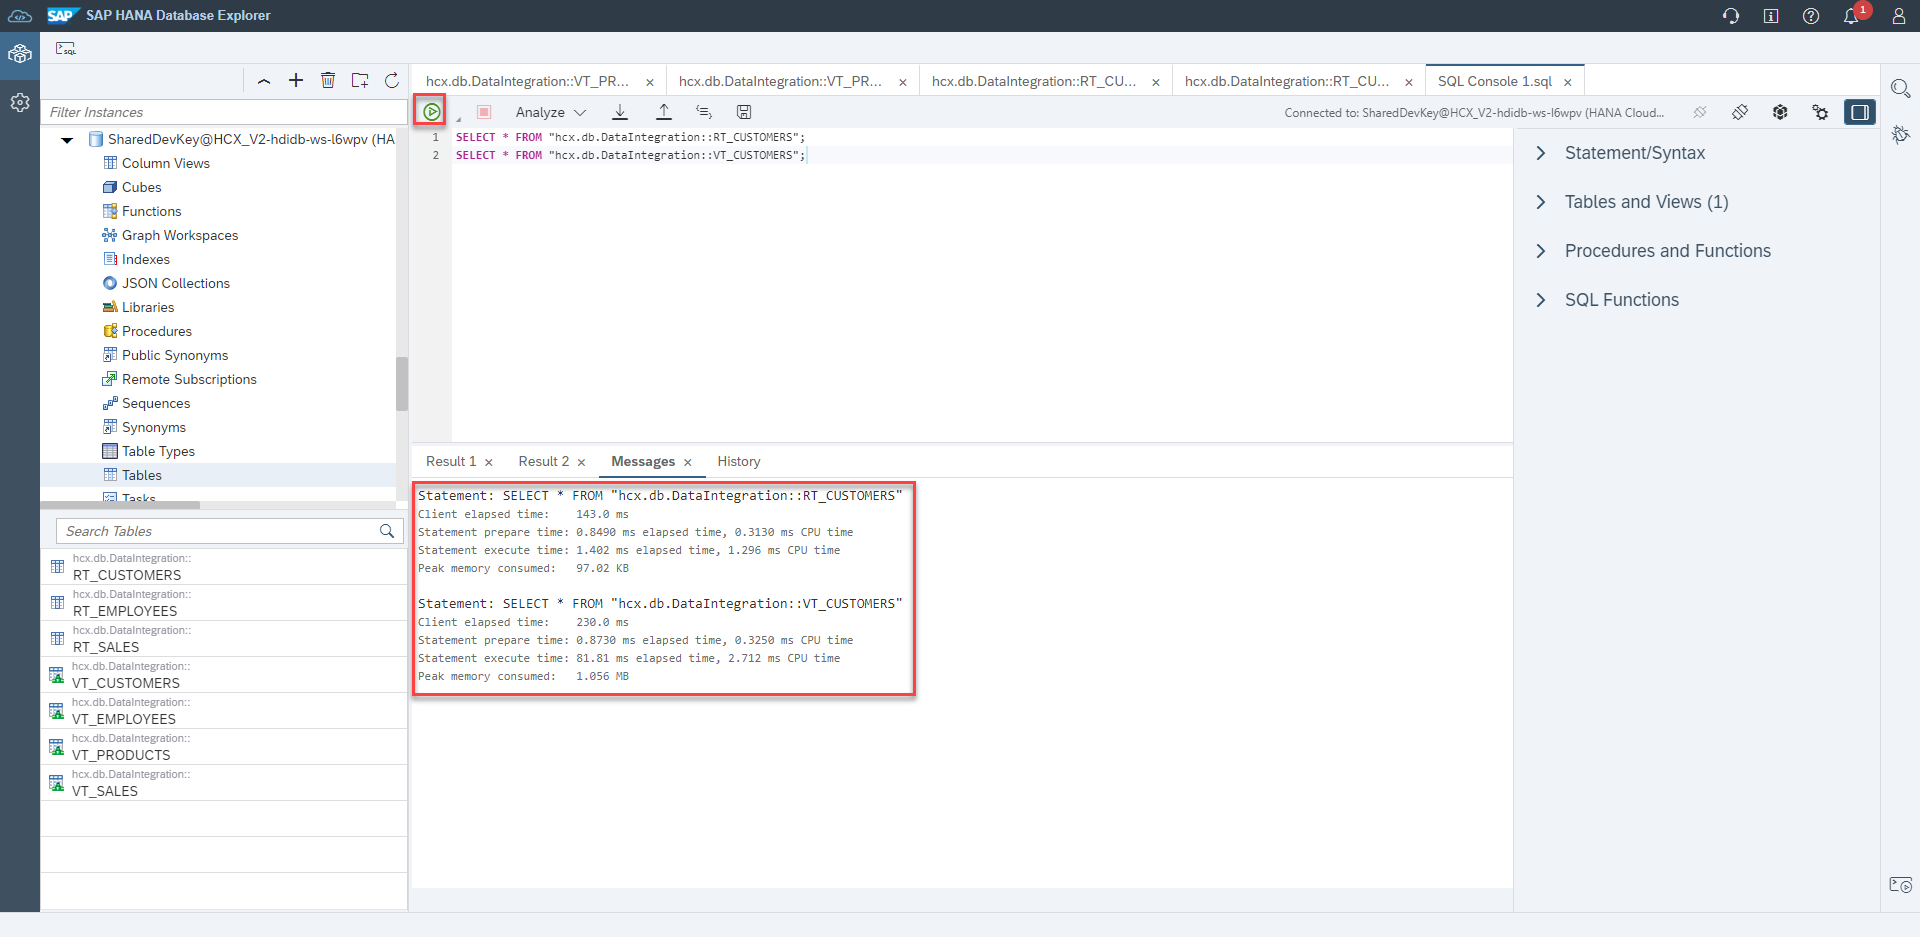 SAP SAP HANA Database Explorer
1
SQL
Filter Instances
SharedDevKey@HCX_V2-hdidb-ws-l6wpv (HA
Column Views
Cubes
Functions
Graph Workspaces
Indexes
JSON Collections
Libraries
Procedures
Public Synonyms
Remote Subscriptions
Sequences
Synonyms
Table Types
Tables
Tasks
Search Tables
hcx.db.DataIntegration::
RT_CUSTOMERS
hcx.db.DataIntegration::
RT_EMPLOYEES
hcx.db.DataIntegration::
RT_SALES
hcx.db.DataIntegration::
VT_CUSTOMERS
hcx.db.DataIntegration::
VT_EMPLOYEES
hcx.db.DataIntegration::
VT_PRODUCTS
hcx.db.DataIntegration::
VT_SALES
hcx.db.DataIntegration::VT_PR... hcx.db.DataIntegration::VT_PR... hcx.db.DataIntegration::RT_CU... hcx.db.DataIntegration::RT_CU... SQL Console 1.sql
Analyze Connected to: SharedDevKey@HCX_V2-hdidb-ws-l6wpv (HANA Cloud...
1 SELECT * FROM "hcx.db.DataIntegration::RT_CUSTOMERS";
2 SELECT * FROM "hcx.db.DataIntegration::VT_CUSTOMERS";
Result 1 Result 2 Messages History
Statement: SELECT * FROM "hcx.db.DataIntegration::RT_CUSTOMERS"
Client elapsed time: 143.0 ms
Statement prepare time: 0.8490 ms elapsed time, 0.3130 ms CPU time
Statement execute time: 1.402 ms elapsed time, 1.296 ms CPU time
Peak memory consumed: 97.02 KB
Statement: SELECT * FROM "hcx.db.DataIntegration::VT_CUSTOMERS"
Client elapsed time: 230.0 ms
Statement prepare time: 0.8730 ms elapsed time, 0.3250 ms CPU time
Statement execute time: 81.81 ms elapsed time, 2.712 ms CPU time
Peak memory consumed: 1.056 MB
Statement/Syntax
Tables and Views (1)
Procedures and Functions
SQL Functions